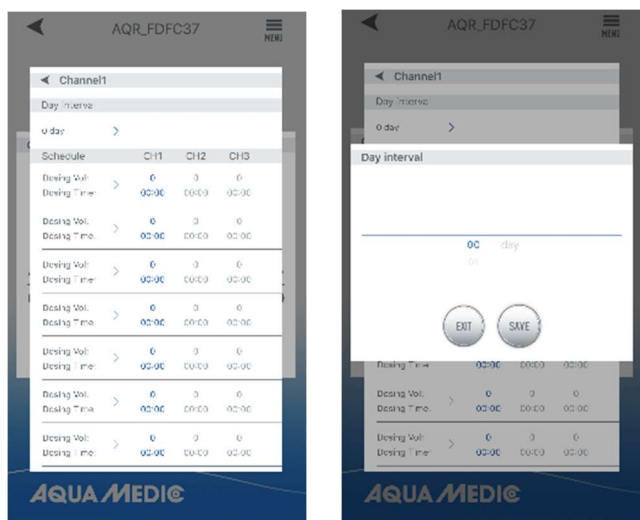 AQR_FDFC37
MENU
Channel1
Day Interval
0 day
Schedule CH1 CH2 CH3
Dosing Vol: 0 0 0
Dosing Time: 00:00 00:00 00:00
Dosing Vol: 0 0 0
Dosing Time: 00:00 00:00 00:00
Dosing Vol: 0 0 0
Dosing Time: 00:00 00:00 00:00
Dosing Vol: 0 0 0
Dosing Time: 00:00 00:00 00:00
Dosing Vol: 0 0 0
Dosing Time: 00:00 00:00 00:00
Dosing Vol: 0 0 0
Dosing Time: 00:00 00:00 00:00
Dosing Vol: 0 0 0
Dosing Time: 00:00 00:00 00:00
AQUA MEDIC
AQR_FDFC37
MENU
Channel1
Day Interval
0 day
Day interval
00 day
01
EXIT SAVE
Dosing Time: 00:00 00:00 00:00
Dosing Vol: 0 0 0
Dosing Time: 00:00 00:00 00:00
Dosing Vol: 0 0 0
Dosing Time: 00:00 00:00 00:00
AQUA MEDIC